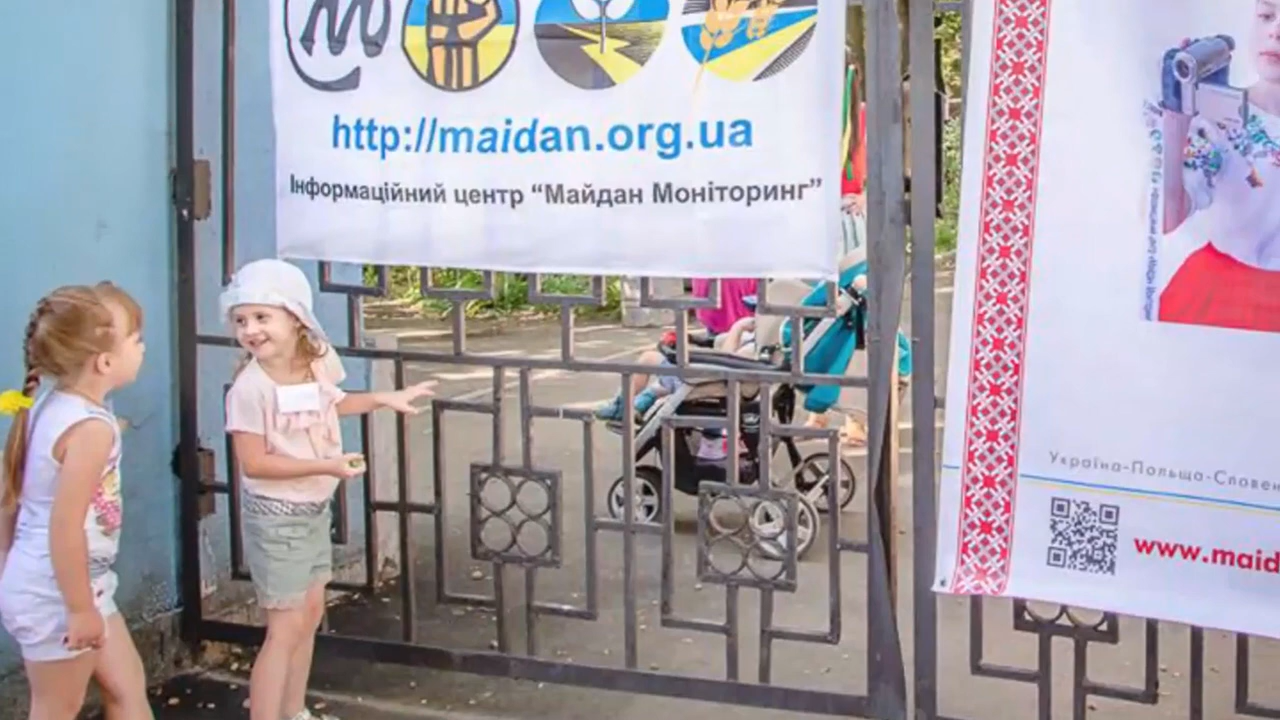 http://maidan.org.ua
Інформаційний центр “Майдан Моніторинг”
Україна-Польща-Словен
www.maid